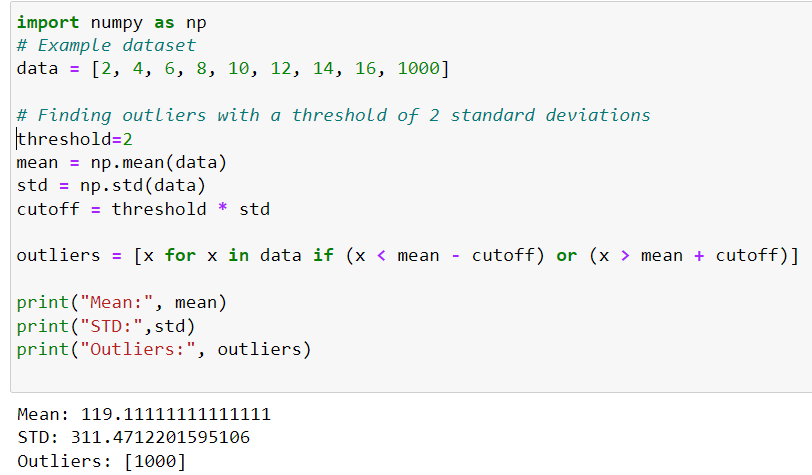 import numpy as np
# Example dataset
data = [2, 4, 6, 8, 10, 12, 14, 16, 1000]
# Finding outliers with a threshold of 2 standard deviations
threshold=2
mean = np.mean(data)
std = np.std(data)
cutoff = threshold * std
outliers = [x for x in data if (x < mean - cutoff) or (x > mean + cutoff)]
print("Mean:", mean)
print("STD:",std)
print("Outliers:", outliers)
Mean: 119.11111111111111
STD: 311.4712201595106
Outliers: [1000]